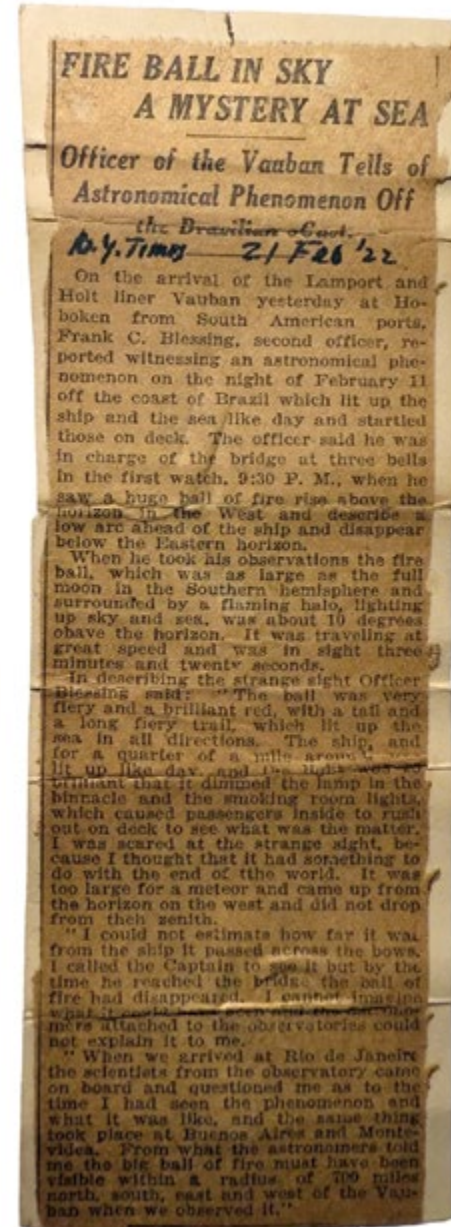 FIRE BALL IN SKY
A MYSTERY AT SEA
Officer of the Vauban Tells of
Astronomical Phenomenon Off
the Brazilian Coast.
N.Y. Times 21 Feb '22
On the arrival of the Lamport and
Holt liner Vauban yesterday at Ho-
boken from South American ports,
Frank C. Blessing, second officer, re-
ported witnessing an astronomical phe-
nomenon on the night of February 11
off the coast of Brazil which lit up the
ship and the sea like day and startled
those on deck. The officer said he was
in charge of the bridge at three bells
in the first watch, 9:30 P. M., when he
saw a huge ball of fire rise above the
horizon in the West and describe a
low arc ahead of the ship and disappear
below the Eastern horizon.
When he took his observations the fire
ball, which was as large as the full
moon in the Southern hemisphere and
surrounded by a flaming halo, lighting
up sky and sea, was about 10 degrees
obave the horizon. It was traveling at
great speed and was in sight three
minutes and twenty seconds.
In describing the strange sight Officer
Blessing said: "The ball was very
fiery and a brilliant red, with a tail and
a long fiery trail, which lit up the
sea in all directions. The ship, and
for a quarter of a mile
lit up like day, and the light was so
brilliant that it dimmed the lamp in the
binnacle and the smoking room lights,
which caused passengers inside to rush
out on deck to see what was the matter.
I was scared at the strange sight, be-
cause I thought that it had something to
do with the end of tthe world. It was
too large for a meteor and came up from
the horizon on the west and did not drop
from theh zenith.
"I could not estimate how far it was
from the ship it passed across the bows.
I called the Captain to see it but by the
time he reached the bridge the ball of
fire had disappeared. I cannot imagine
what it
mers attached to the observatories could
not explain it to me.
"When we arrived at Rio de Janeiro
the scientists from the observatory came
on board and questioned me as to the
time I had seen the phenomenon and
what it was like, and the same thing
took place at Buenos Aires and Monte-
videa. From what the astronomers told
me the big ball of fire must have been
visible within a radius of 700 miles
north, south, east and west of the Vau-
ban when we observed it."